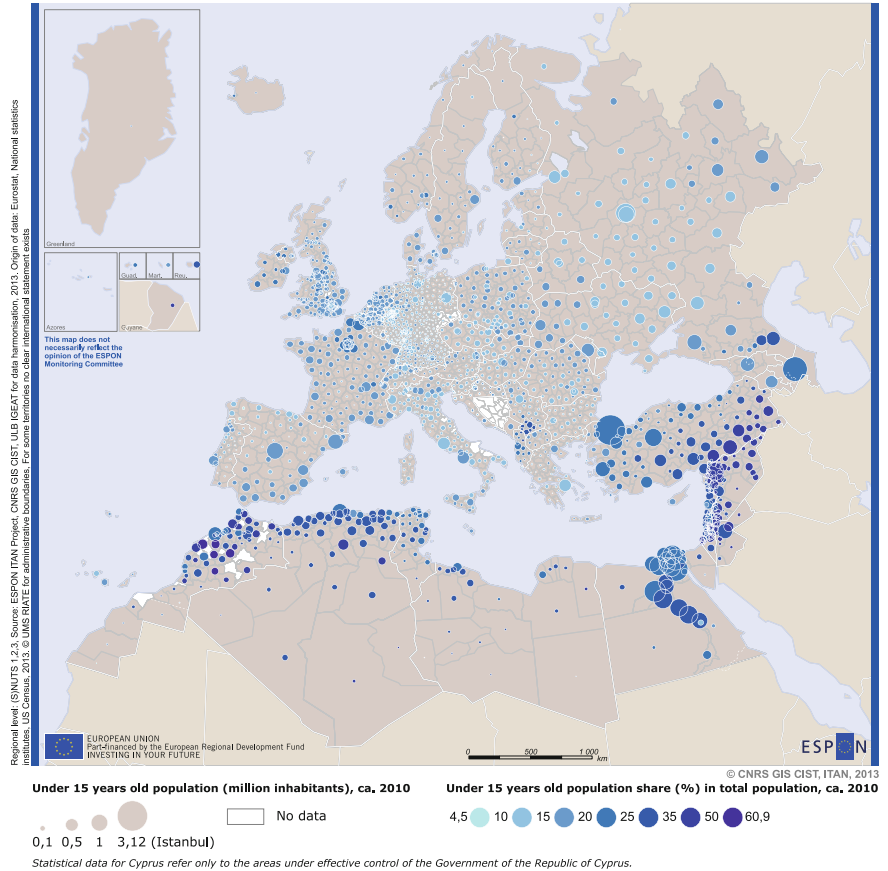 Regional level: (S)NUTS 1,2,3, Source: ESPON ITAN Project, CNRS GIS CIST, ULB IGEAT for data harmonisation, 2013. Origin of data: Eurostat, National statistics
institutes, US Census, 2013. © UMS RIATE for administrative boundaries. For some territories no clear international statement exists
Greenland
Azores
Guad.
Mart.
Reu.
Guyane
This map does not
necessarily reflect the
opinion of the ESPON
Monitoring Committee
EUROPEAN UNION
Part-financed by the European Regional Development Fund
INVESTING IN YOUR FUTURE
0 500 1 000
km
ESPON
© CNRS GIS CIST, ITAN, 2013
Under 15 years old population (million inhabitants), ca. 2010
0,1 0,5 1 3,12 (Istanbul)
No data
Under 15 years old population share (%) in total population, ca. 2010
4,5 10 15 20 25 35 50 60,9
Statistical data for Cyprus refer only to the areas under effective control of the Government of the Republic of Cyprus.